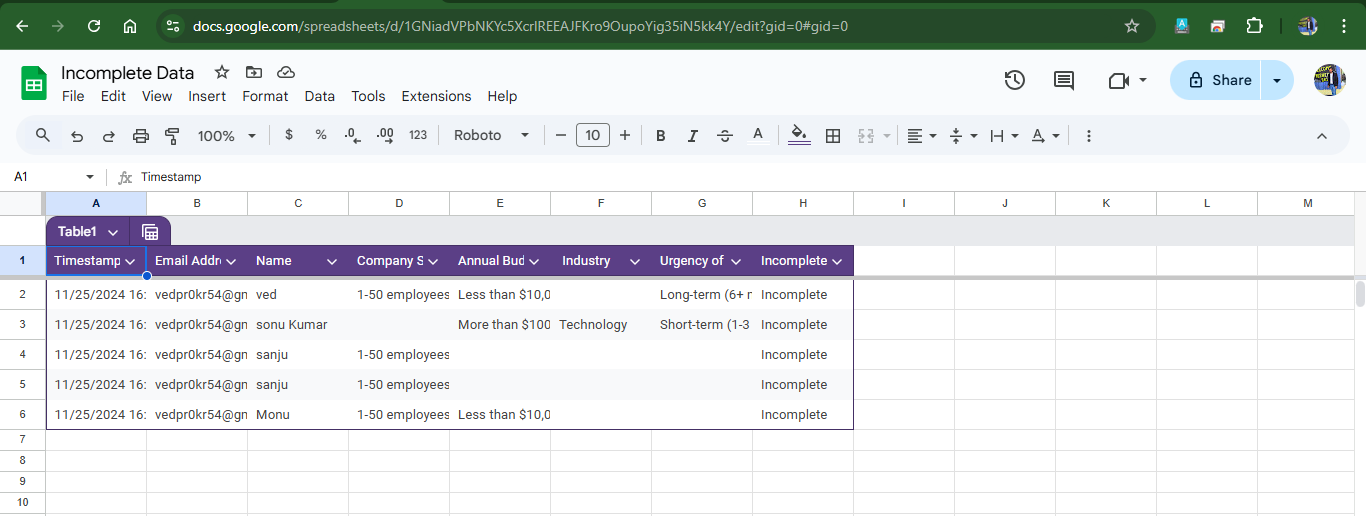 docs.google.com/spreadsheets/d/1GNiadVPbNKYc5XcrlREEAJFKro9OupoYig35iN5kk4Y/edit?gid=0#gid=0
Incomplete Data
File Edit View Insert Format Data Tools Extensions Help
Share
100% $ % .0 .00 123 Roboto 10 B I A A
A1 fx Timestamp
A B C D E F G H I J K L M
Table1
1 Timestamp Email Addre Name Company S Annual Bud Industry Urgency of Incomplete
2 11/25/2024 16: vedpr0kr54@gn ved 1-50 employees Less than $10,0 Long-term (6+ r Incomplete
3 11/25/2024 16: vedpr0kr54@gn sonu Kumar More than $100 Technology Short-term (1-3 Incomplete
4 11/25/2024 16: vedpr0kr54@gn sanju 1-50 employees Incomplete
5 11/25/2024 16: vedpr0kr54@gn sanju 1-50 employees Incomplete
6 11/25/2024 16: vedpr0kr54@gn Monu 1-50 employees Less than $10,0 Incomplete
7
8
9
10